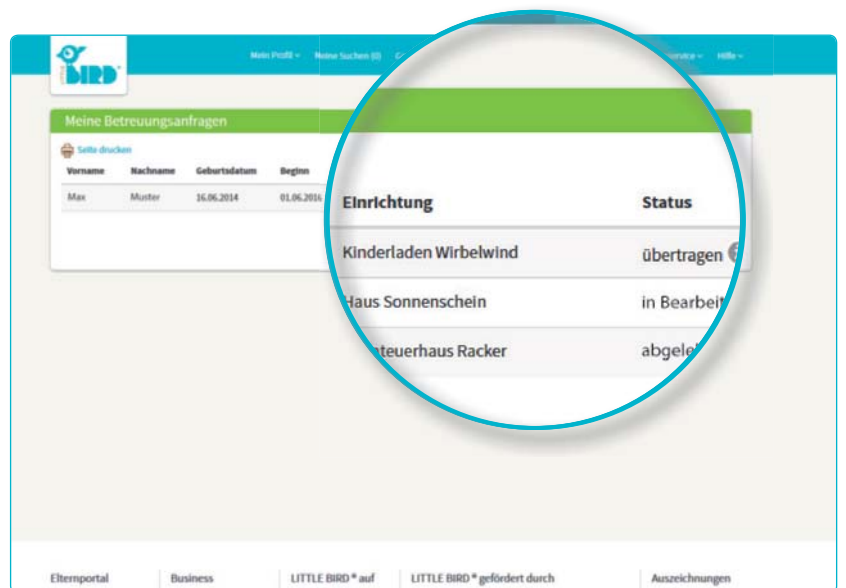 LITTLE BIRD
Mein Profil Meine Suchen (0) Hilfe
Meine Betreuungsanfragen
Seite drucken
Vorname Nachname Geburtsdatum Beginn
Max Muster 16.06.2014 01.06.2016
Einrichtung Status
Kinderladen Wirbelwind übertragen
Haus Sonnenschein in Bearbeit
teuerhaus Racker abgele
Elternportal Business LITTLE BIRD® auf LITTLE BIRD® gefördert durch Auszeichnungen